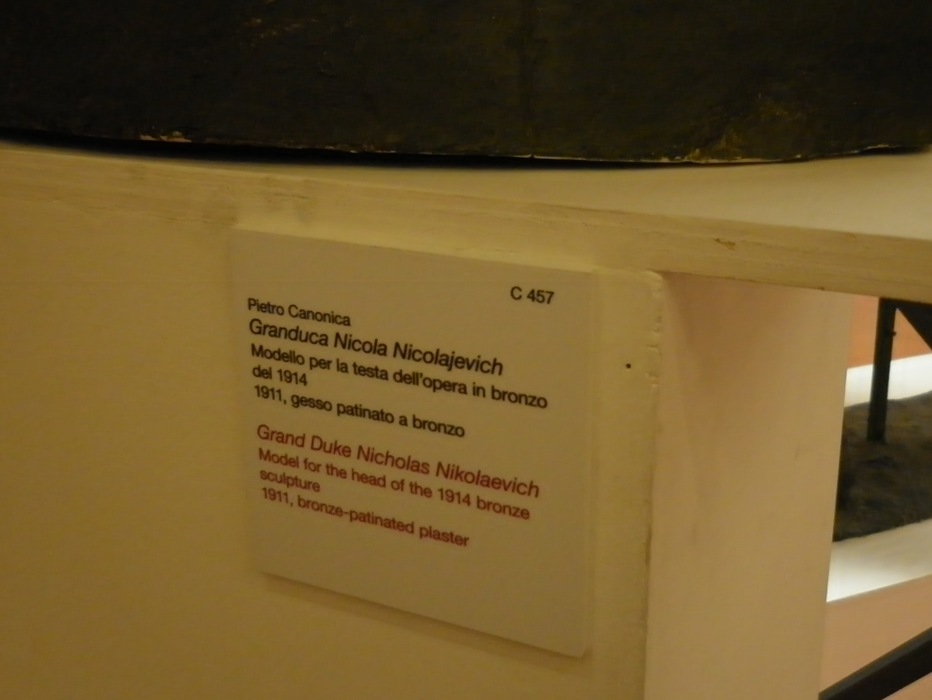 C 457
Pietro Canonica
Granduca Nicola Nicolajevich
Modello per la testa dell'opera in bronzo
del 1914
1911, gesso patinato a bronzo
Grand Duke Nicholas Nikolaevich
Model for the head of the 1914 bronze
sculpture
1911, bronze-patinated plaster